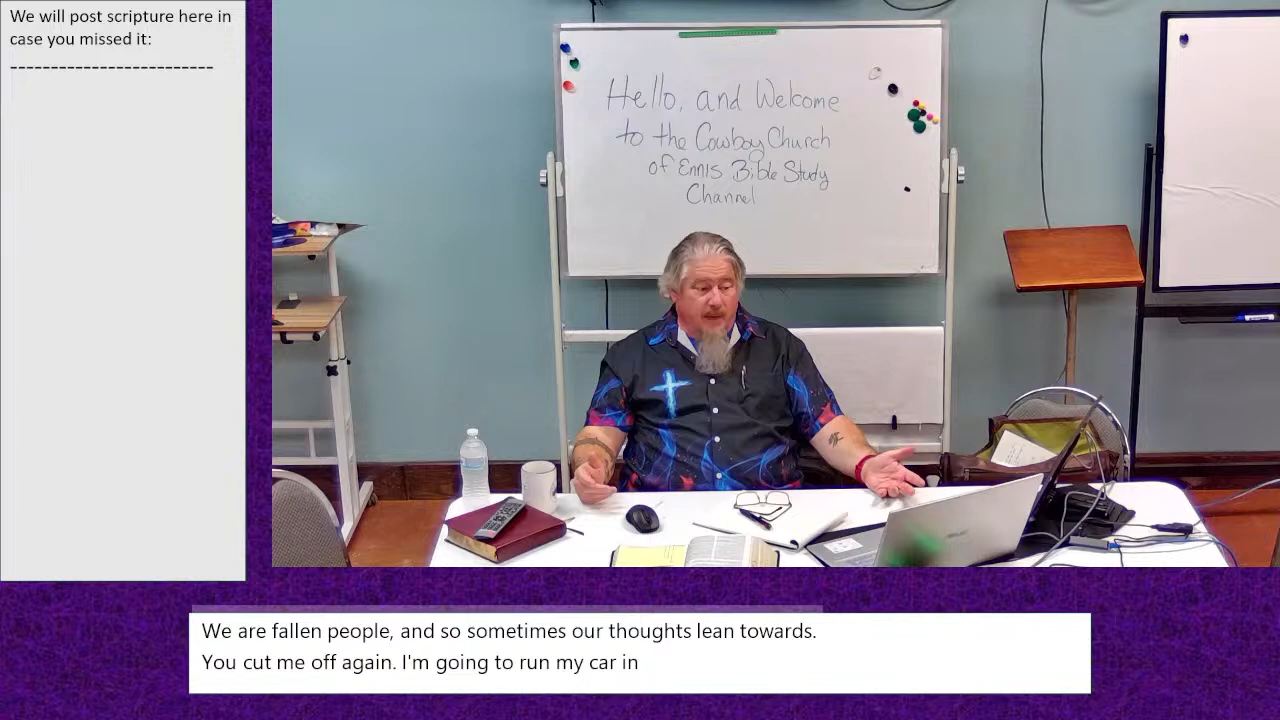 We will post scripture here in
case you missed it:
-------------------------
Hello, and Welcome
to the Cowboy Church
of Ennis Bible Study
Channel
We are fallen people, and so sometimes our thoughts lean towards.
You cut me off again. I'm going to run my car in